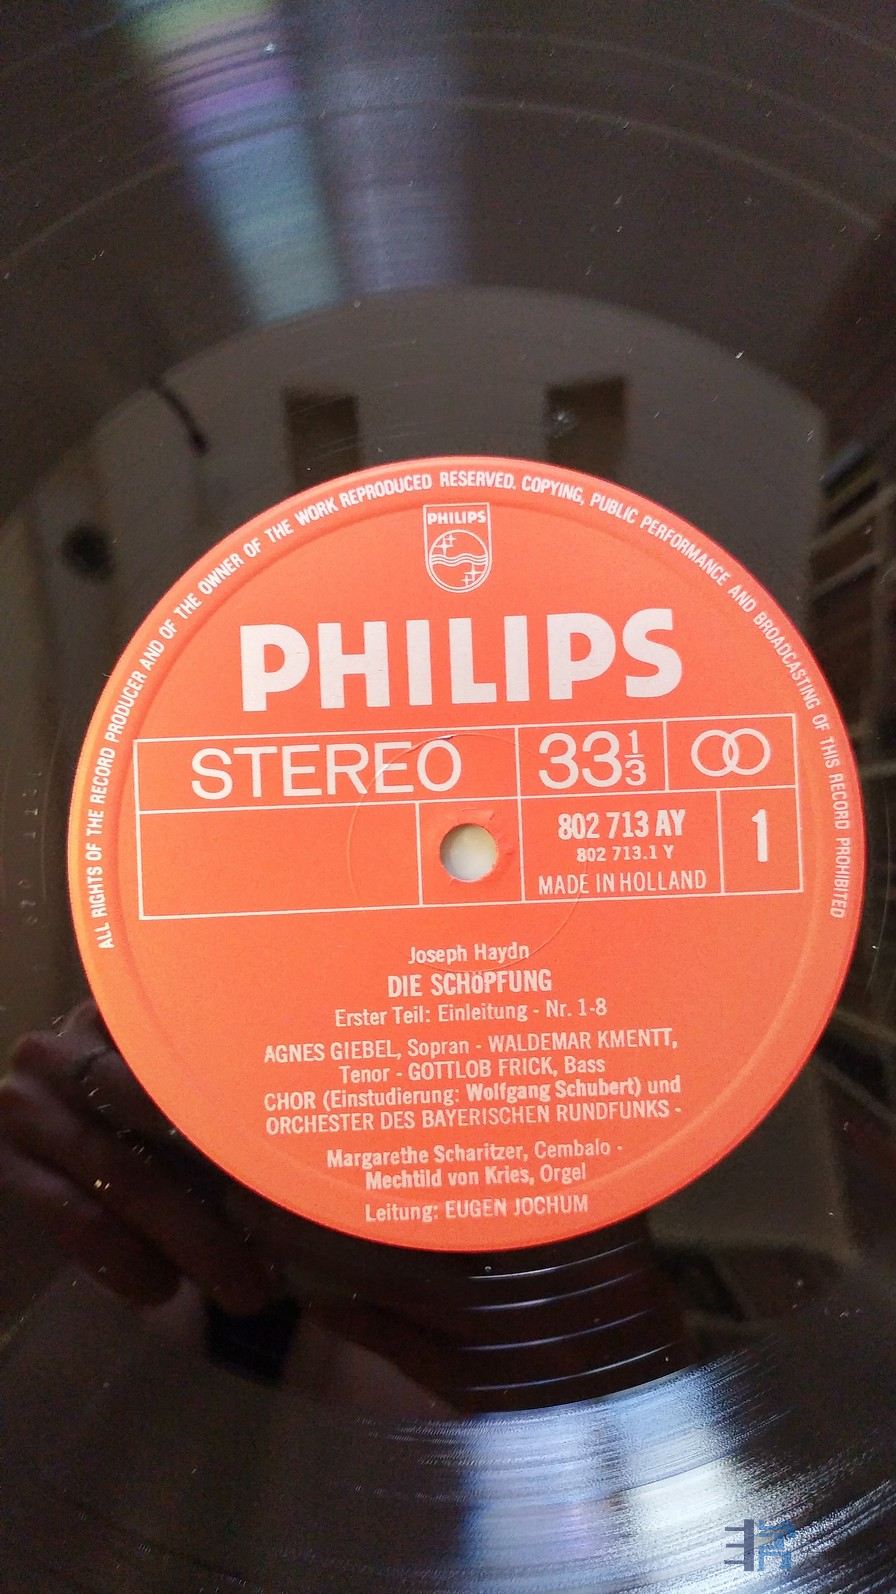 ALL RIGHTS OF THE RECORD PRODUCER AND OF THE OWNER OF THE WORK REPRODUCED RESERVED. COPYING, PUBLIC PERFORMANCE AND BROADCASTING OF THIS RECORD PROHIBITED
PHILIPS
PHILIPS
STEREO
33 1/3
802 713 AY
802 713.1 Y
MADE IN HOLLAND
1
Joseph Haydn
DIE SCHÖPFUNG
Erster Teil: Einleitung - Nr. 1-8
AGNES GIEBEL, Sopran - WALDEMAR KMENTT,
Tenor - GOTTLOB FRICK, Bass
CHOR (Einstudierung: Wolfgang Schubert) und
ORCHESTER DES BAYERISCHEN RUNDFUNKS -
Margarethe Scharitzer, Cembalo -
Mechtild von Kries, Orgel
Leitung: EUGEN JOCHUM